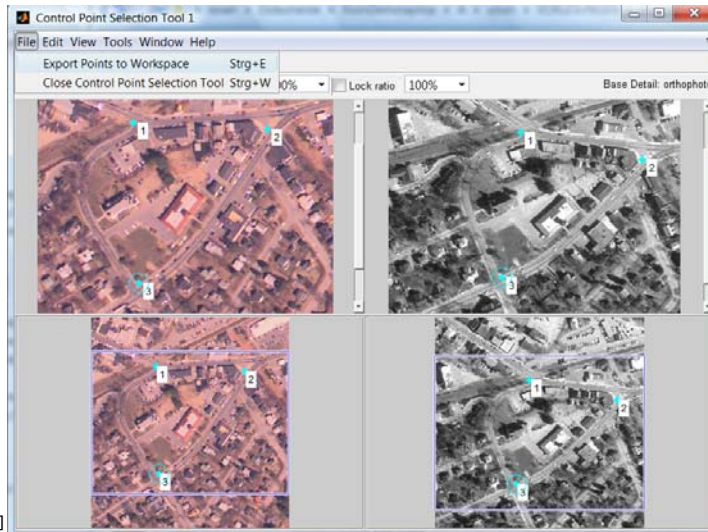 Control Point Selection Tool 1
File Edit View Tools Window Help
Export Points to Workspace Strg+E
Close Control Point Selection Tool Strg+W
Lock ratio 100% Base Detail: orthophoto
1 2 1 2
3 3
1 2 1 2
3 3
]